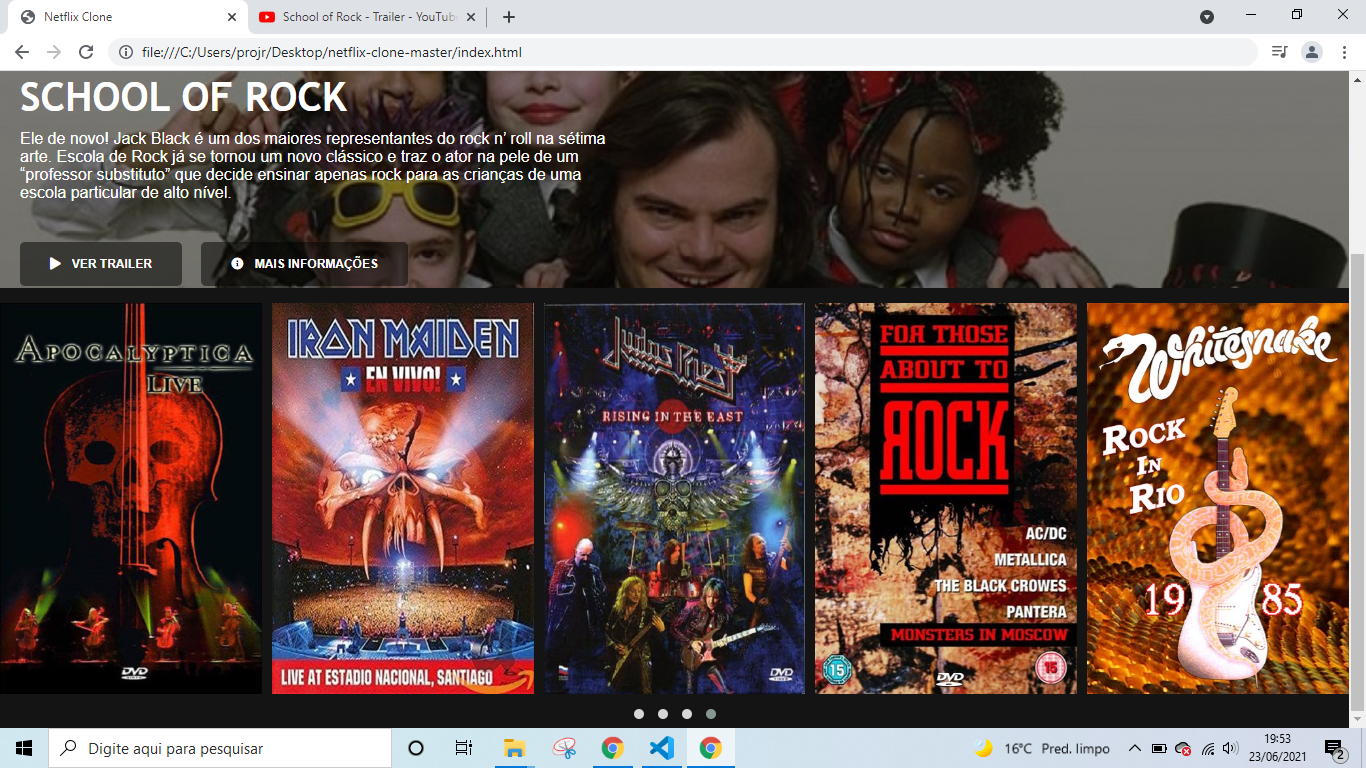 Netflix Clone
School of Rock - Trailer - YouTub
file:///C:/Users/projr/Desktop/netflix-clone-master/index.html
SCHOOL OF ROCK
Ele de novo! Jack Black é um dos maiores representantes do rock n’ roll na sétima
arte. Escola de Rock já se tornou um novo clássico e traz o ator na pele de um
“professor substituto” que decide ensinar apenas rock para as crianças de uma
escola particular de alto nível.
VER TRAILER
MAIS INFORMAÇÕES
APOCALYPTICA
LIVE
DVD
IRON MAIDEN
EN VIVO!
LIVE AT ESTADIO NACIONAL, SANTIAGO
Judas Priest
RISING IN THE EAST
DVD
FOR THOSE
ABOUT TO
ROCK
AC/DC
METALLICA
THE BLACK CROWES
PANTERA
MONSTERS IN MOSCOW
15
DVD
15
Whitesnake
ROCK
IN
RIO
1985
Digite aqui para pesquisar
16°C Pred. limpo
19:53
23/06/2021
2